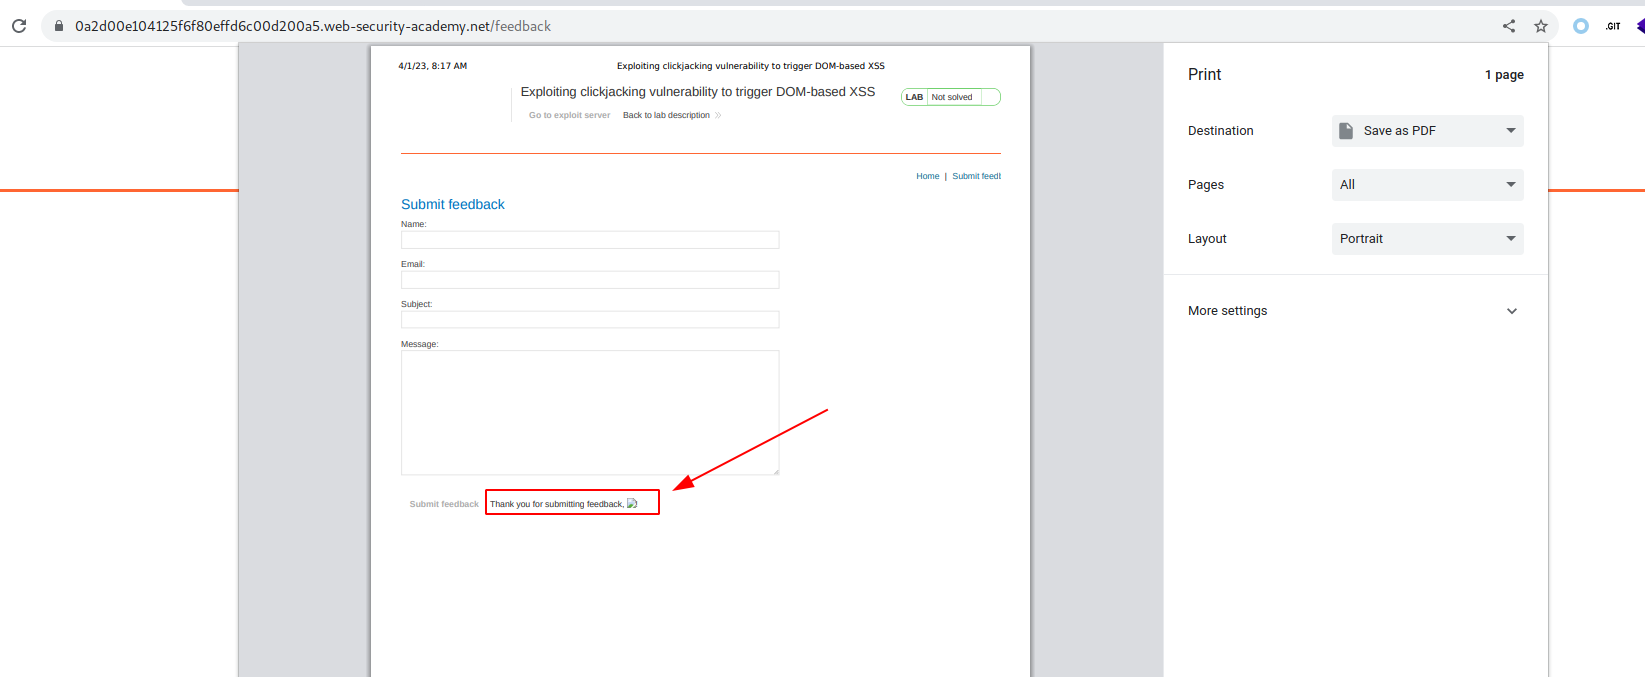 0a2d00e104125f6f80effd6c00d200a5.web-security-academy.net/feedback
.GIT
4/1/23, 8:17 AM
Exploiting clickjacking vulnerability to trigger DOM-based XSS
Exploiting clickjacking vulnerability to trigger DOM-based XSS
LAB Not solved
Go to exploit server Back to lab description
Home | Submit feedb
Submit feedback
Name:
Email:
Subject:
Message:
Submit feedback Thank you for submitting feedback,
Print 1 page
Destination Save as PDF
Pages All
Layout Portrait
More settings